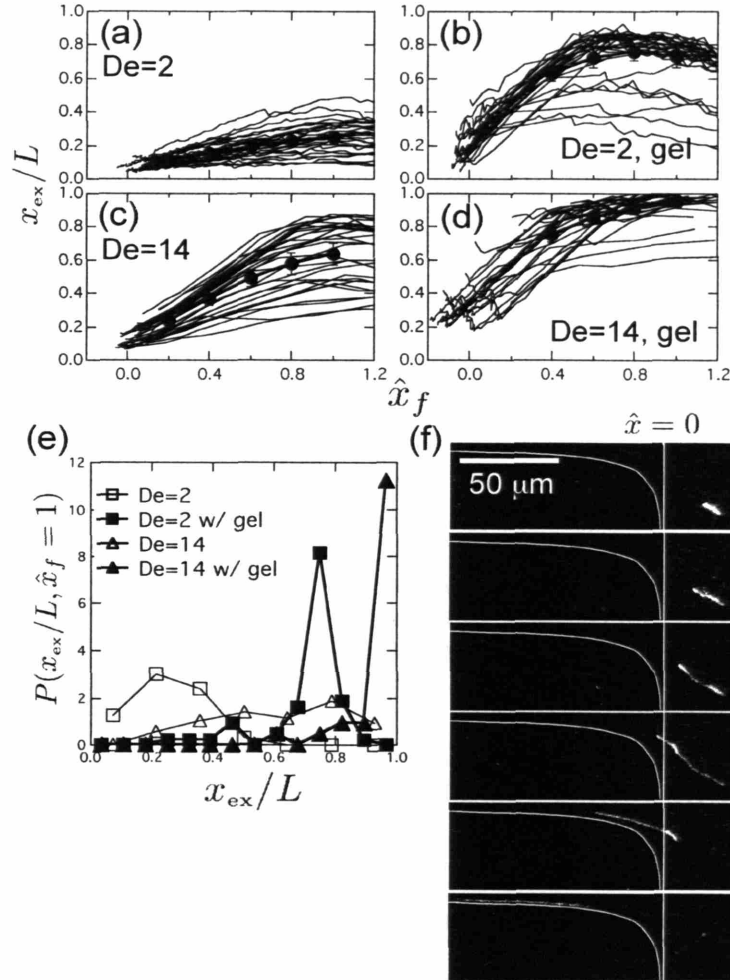 (a)
De=2
(b)
De=2, gel
(c)
De=14
(d)
De=14, gel
1.0
0.8
0.6
0.4
0.2
0.0
1.0
0.8
0.6
0.4
0.2
0.0
1.0
0.8
0.6
0.4
0.2
0.0
1.0
0.8
0.6
0.4
0.2
0.0
x_ex/L
0.0 0.4 0.8 1.2
0.0 0.4 0.8 1.2
x̂_f
(e)
12
10
8
6
4
2
0
De=2
De=2 w/ gel
De=14
De=14 w/ gel
P(x_ex/L, x̂_f = 1)
0.0 0.2 0.4 0.6 0.8 1.0
x_ex/L
(f)
x̂ = 0
50 μm